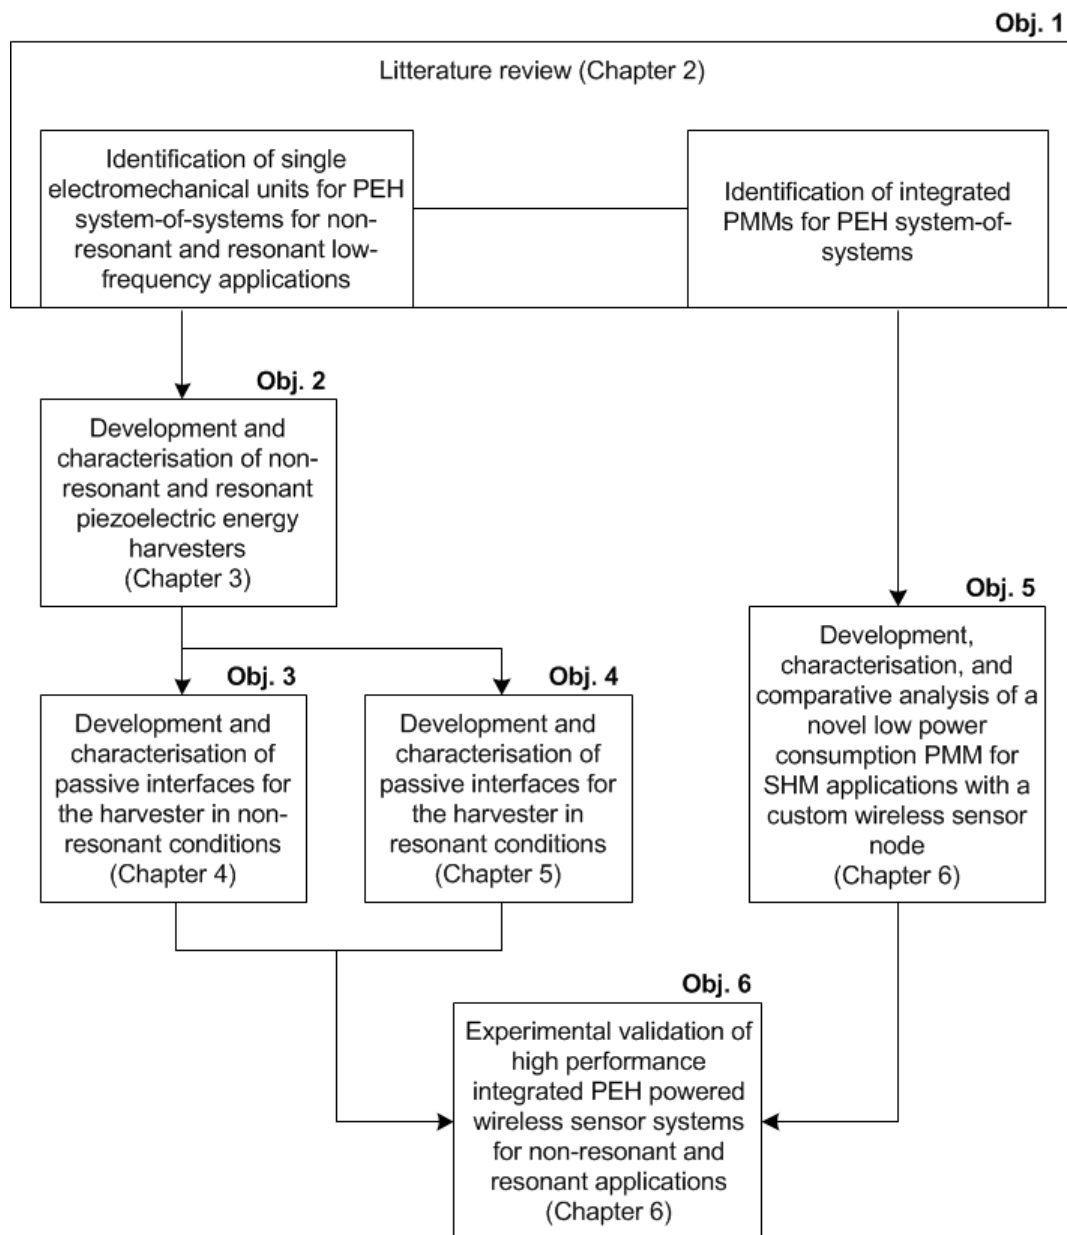 Obj. 1
Litterature review (Chapter 2)
Identification of single
electromechanical units for PEH
system-of-systems for non-
resonant and resonant low-
frequency applications
Identification of integrated
PMMs for PEH system-of-
systems
Obj. 2
Development and
characterisation of non-
resonant and resonant
piezoelectric energy
harvesters
(Chapter 3)
Obj. 3
Development and
characterisation of
passive interfaces for
the harvester in non-
resonant conditions
(Chapter 4)
Obj. 4
Development and
characterisation of
passive interfaces for
the harvester in
resonant conditions
(Chapter 5)
Obj. 5
Development,
characterisation, and
comparative analysis of a
novel low power
consumption PMM for
SHM applications with a
custom wireless sensor
node
(Chapter 6)
Obj. 6
Experimental validation of
high performance
integrated PEH powered
wireless sensor systems
for non-resonant and
resonant applications
(Chapter 6)